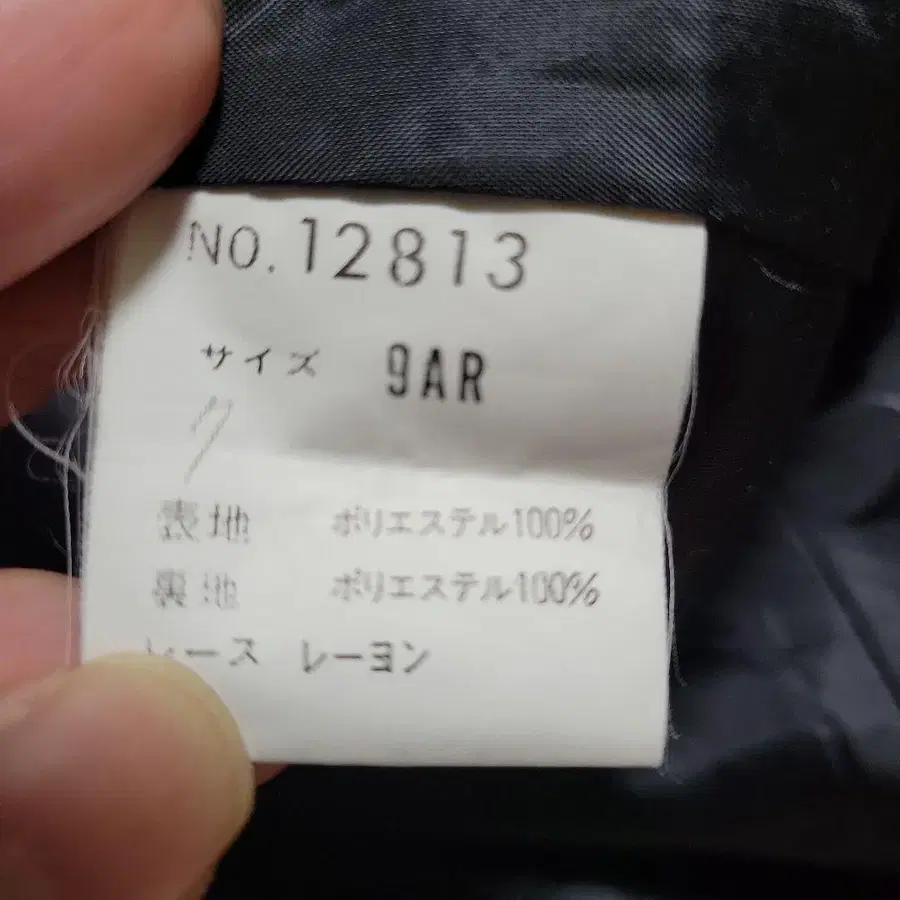 NO. 12813
サイズ 9AR
表地 ポリエステル100%
裏地 ポリエステル100%
レース レーヨン